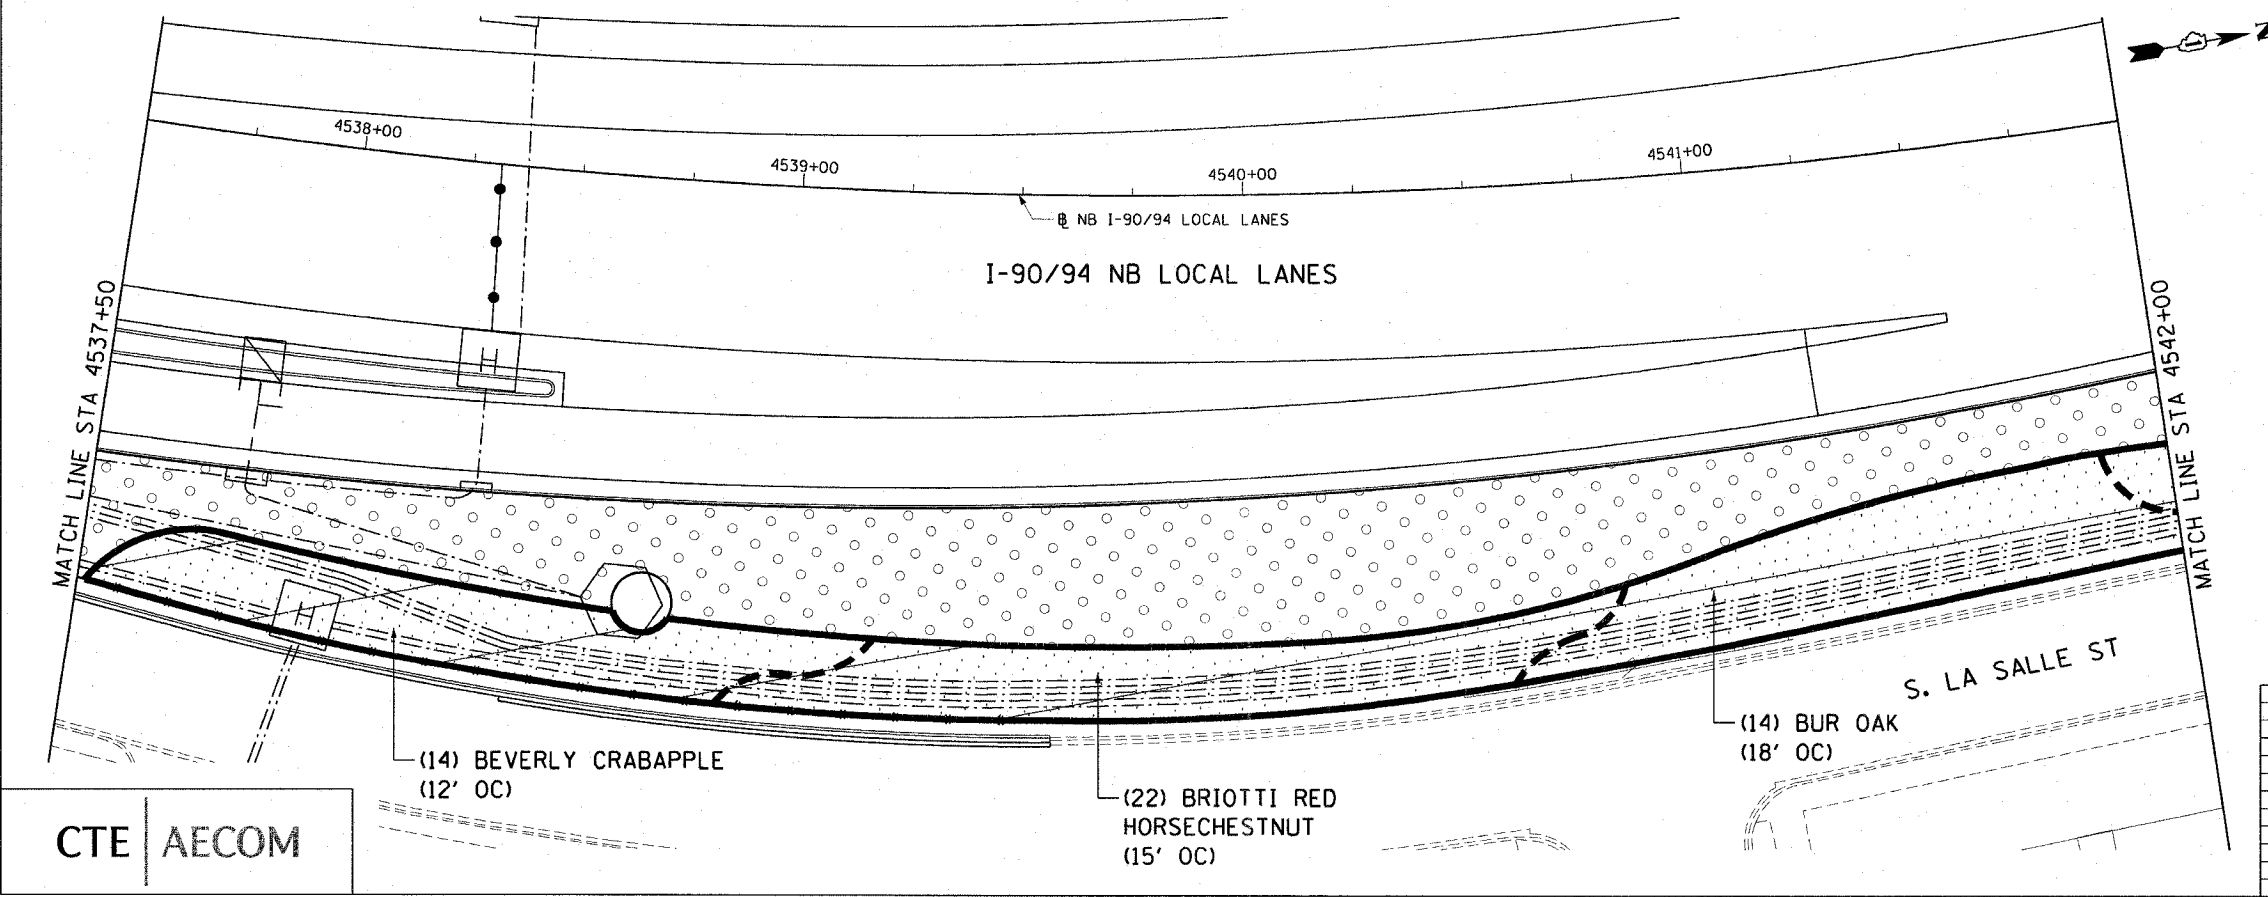 N
4538+00
4539+00
4540+00
4541+00
℄ NB I-90/94 LOCAL LANES
I-90/94 NB LOCAL LANES
MATCH LINE STA 4537+50
MATCH LINE STA 4542+00
S. LA SALLE ST
(14) BEVERLY CRABAPPLE
(12' OC)
(22) BRIOTTI RED
HORSECHESTNUT
(15' OC)
(14) BUR OAK
(18' OC)
CTE AECOM